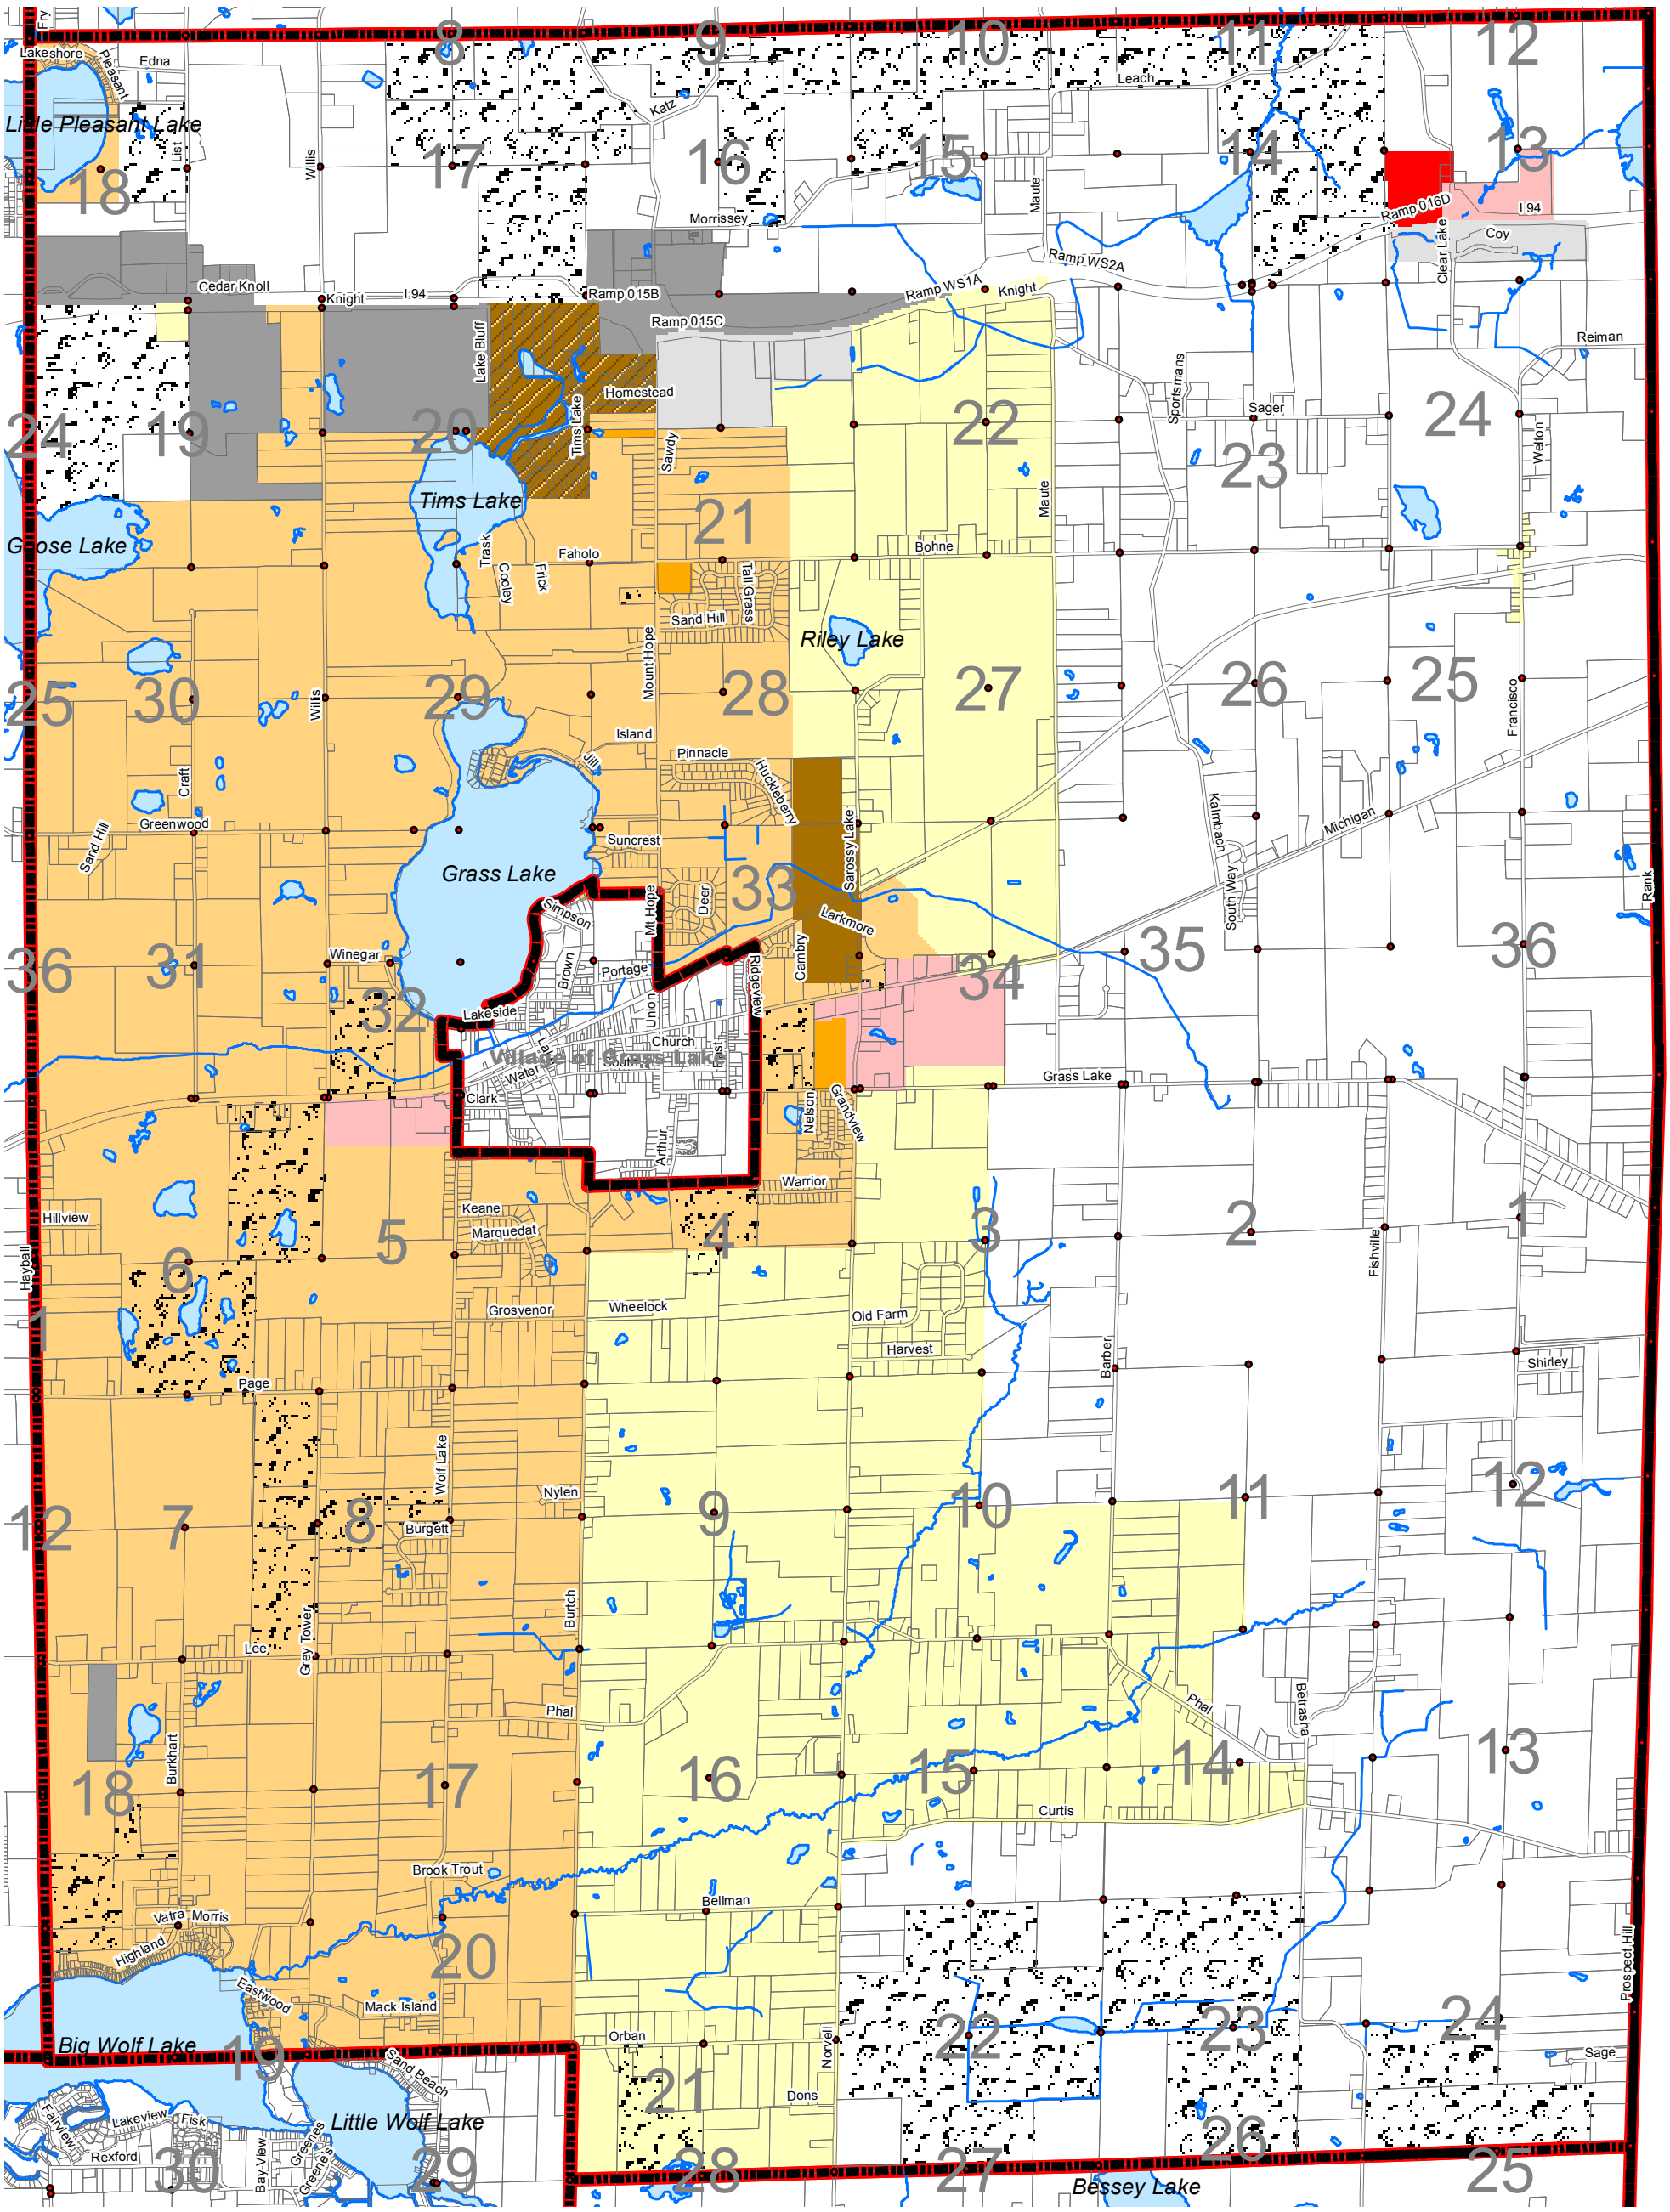 Fry
8
9
10
11
12
Lakeshore
Pleasant
Edna
Leach
Katz
Little Pleasant Lake
List
Willis
17
16
15
14
13
Maute
18
Morrissey
Ramp 016D
I 94
Clear Lake
Coy
Ramp WS2A
Cedar Knoll
Knight
I 94
Ramp 015B
Ramp WS1A
Knight
Ramp 015C
Lake Bluff
Reiman
Homestead
Sportsmans
Tims Lake
Sager
24
19
20
Sawdy
22
23
24
Welton
Tims Lake
21
Maute
Goose Lake
Trask
Faholo
Bohne
Cooley
Frick
Tall Grass
Sand Hill
Riley Lake
Mount Hope
25
30
Willis
29
28
27
26
25
Francisco
Island
Jill
Pinnacle
Huckleberry
Craft
Greenwood
Sand Hill
Suncrest
Kalmbach
Michigan
Grass Lake
Sarossy Lake
Mt Hope
Deer
33
South Way
Rank
Simpson
Larkmore
36
31
Winegar
Brown
Portage
Cambry
Ridgeview
34
35
36
32
Lakeside
Union
Church
Village of Grass Lake
Lake
South
East
Water
Clark
Grass Lake
Nelson
Grandview
Arthur
Warrior
Hillview
Keane
Marquedat
5
4
3
2
1
Hayball
6
Fishville
1
Grosvenor
Wheelock
Old Farm
Harvest
Barber
Shirley
Page
Wolf Lake
Nylen
12
7
8
Burgett
9
10
11
12
Burtch
Lee
Grey Tower
Phal
Phal
Betrasha
Burkhart
18
17
16
15
14
13
Curtis
Brook Trout
Bellman
Vatra
Morris
Highland
20
Prospect Hill
Eastwood
Mack Island
Big Wolf Lake
19
Orban
Norvell
22
23
24
Sage
Sand Beach
21
Dons
Fairview
Lakeview
Fisk
Little Wolf Lake
Rexford
30
Bay View
Greenes
Greene's
29
28
27
26
25
Bessey Lake